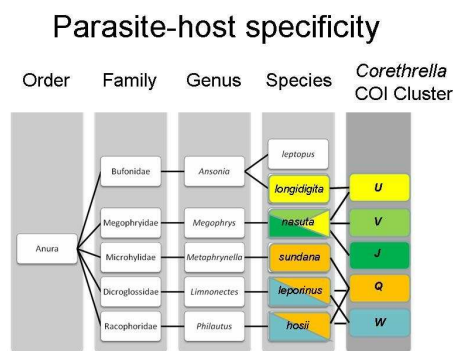 Parasite-host specificity
Order Family Genus Species Corethrella
COI Cluster
leptopus
Bufonidae Ansonia
longidigita U
Megophryidae Megophrys nasuta V
Anura Microhylidae Metaphrynella sundana J
Dicroglossidae Limnonectes leporinus Q
Racophoridae Philautus hosii W